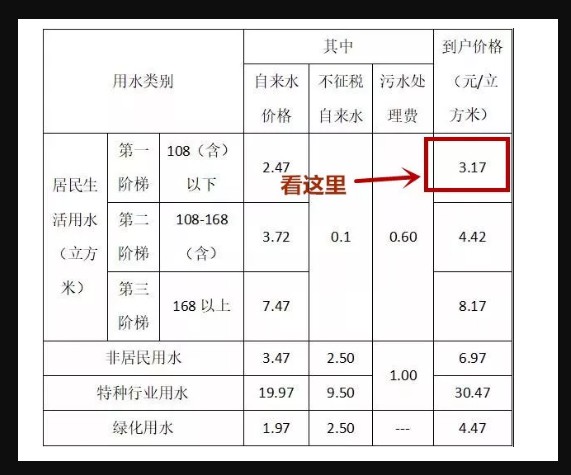 用水类别
其中
到户价格
（元/立
方米）
自来水
价格
不征税
自来水
污水处
理费
居民生
活用水
（立方
米）
第一
阶梯
108（含）
以下
2.47
0.1
0.60
3.17
看这里
第二
阶梯
108-168
（含）
3.72
4.42
第三
阶梯
168 以上
7.47
8.17
非居民用水
3.47
2.50
1.00
6.97
特种行业用水
19.97
9.50
30.47
绿化用水
1.97
2.50
---
4.47